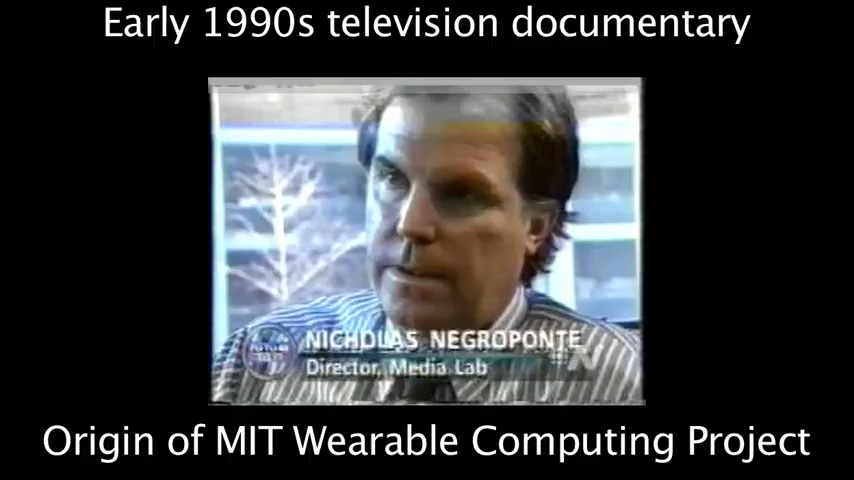 Early 1990s television documentary
NICHOLAS NEGROPONTE
Director, Media Lab
Origin of MIT Wearable Computing Project